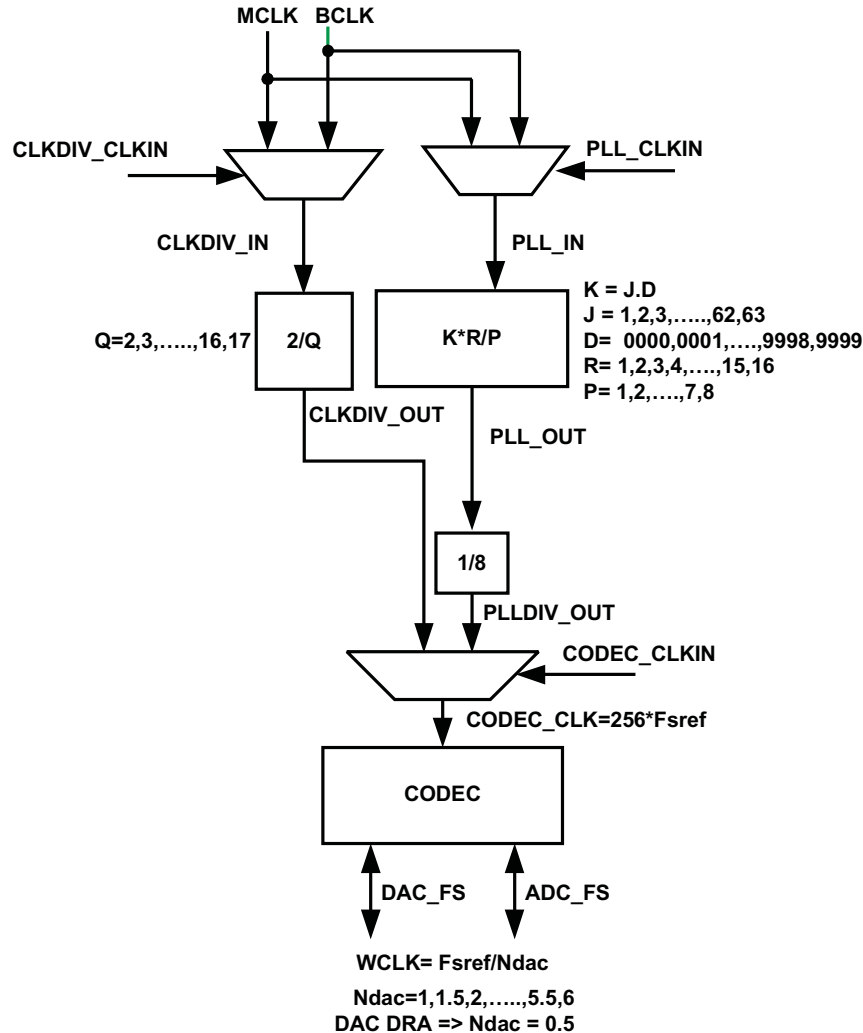 MCLK BCLK
CLKDIV_CLKIN
PLL_CLKIN
CLKDIV_IN
PLL_IN
Q=2,3,…..,16,17
2/Q
K*R/P
K = J.D
J = 1,2,3,…..,62,63
D= 0000,0001,….,9998,9999
R= 1,2,3,4,….,15,16
P= 1,2,….,7,8
CLKDIV_OUT
PLL_OUT
1/8
PLLDIV_OUT
CODEC_CLKIN
CODEC_CLK=256*Fsref
CODEC
DAC_FS
ADC_FS
WCLK= Fsref/Ndac
Ndac=1,1.5,2,…..,5.5,6
DAC DRA => Ndac = 0.5